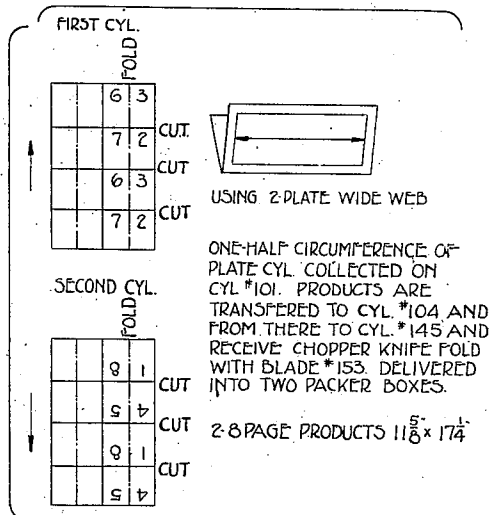 FIRST CYL.
FOLD
6 3
7 2 CUT
CUT
6 3
7 2 CUT
USING 2-PLATE WIDE WEB
ONE-HALF CIRCUMFERENCE OF
PLATE CYL. COLLECTED ON
CYL #101. PRODUCTS ARE
TRANSFERED TO CYL. #104 AND
FROM THERE TO CYL. #145 AND
RECEIVE CHOPPER KNIFE FOLD
WITH BLADE #153. DELIVERED
INTO TWO PACKER BOXES.
2-8 PAGE PRODUCTS 11 5/8 x 17 1/4
SECOND CYL.
FOLD
8 1
CUT
5 4
CUT
8 1
CUT
5 4